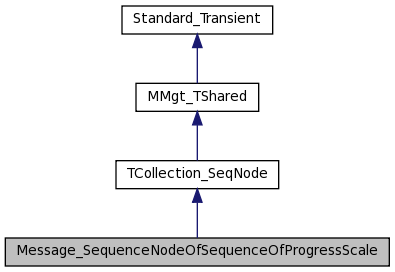 Standard_Transient
MMgt_TShared
TCollection_SeqNode
Message_SequenceNodeOfSequenceOfProgressScale